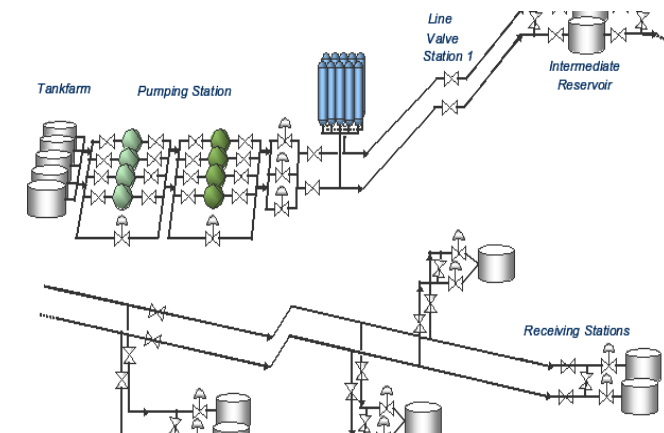 Line
Valve
Station 1
Intermediate
Reservoir
Tankfarm
Pumping Station
Receiving Stations